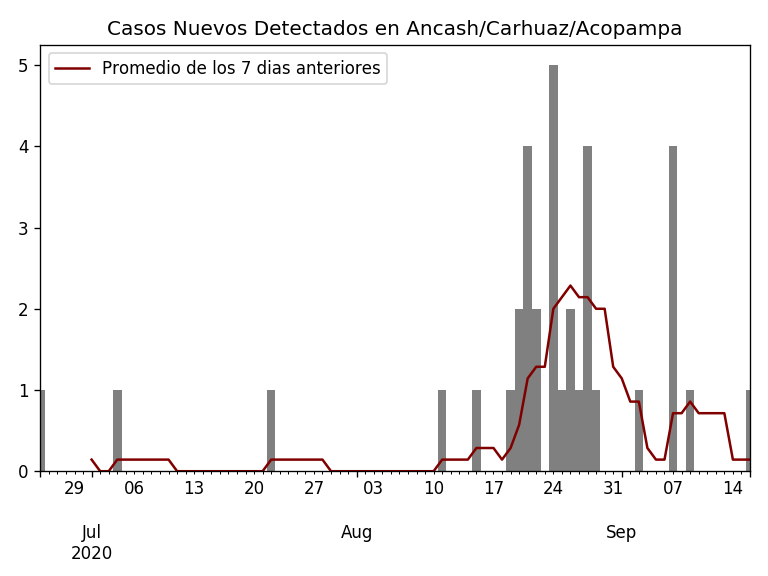 Casos Nuevos Detectados en Ancash/Carhuaz/Acopampa
Promedio de los 7 dias anteriores
5
4
3
2
1
0
29 06 13 20 27 03 10 17 24 31 07 14
Jul Aug Sep
2020